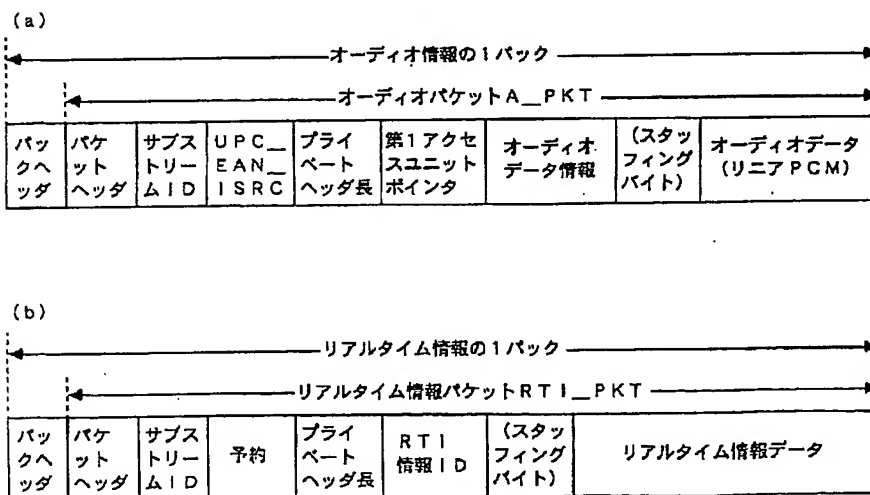 (a)
オーディオ情報の1パック
オーディオパケットA_PKT
パッ
クヘ
ッダ
パケ
ット
ヘッダ
サブス
トリー
ムID
UPC_
EAN_
ISRC
プライ
ベート
ヘッダ長
第1アクセ
スユニット
ポインタ
オーディオ
データ情報
(スタッ
フィング
バイト)
オーディオデータ
(リニアPCM)
(b)
リアルタイム情報の1パック
リアルタイム情報パケットRTI_PKT
パッ
クヘ
ッダ
パケ
ット
ヘッダ
サブス
トリー
ムID
予約
プライ
ベート
ヘッダ長
RTI
情報ID
(スタッ
フィング
バイト)
リアルタイム情報データ